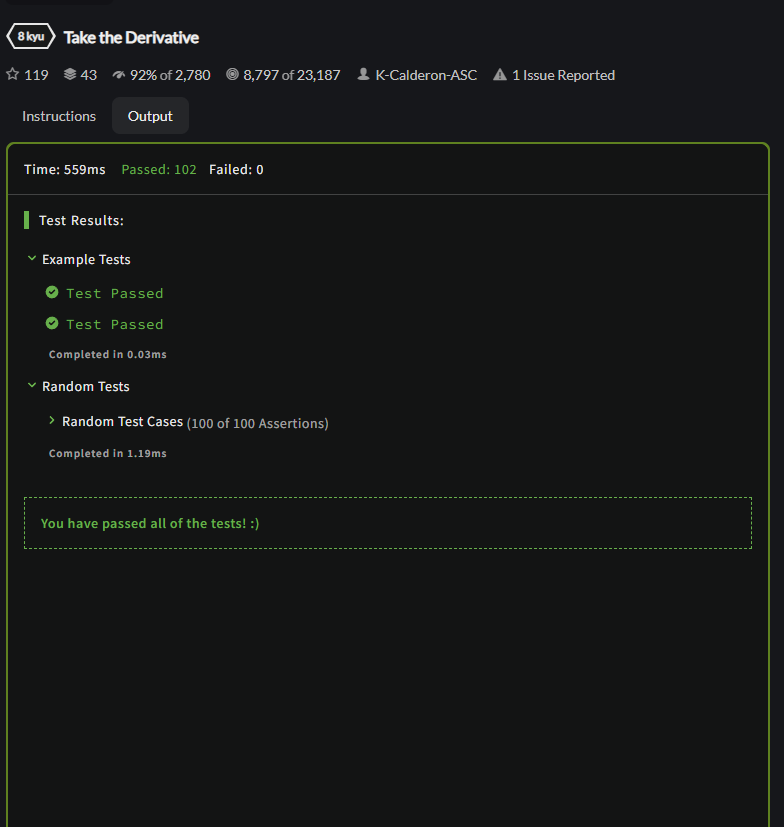 8 kyu Take the Derivative
119 43 92% of 2,780 8,797 of 23,187 K-Calderon-ASC 1 Issue Reported
Instructions Output
Time: 559ms Passed: 102 Failed: 0
Test Results:
Example Tests
Test Passed
Test Passed
Completed in 0.03ms
Random Tests
Random Test Cases (100 of 100 Assertions)
Completed in 1.19ms
You have passed all of the tests! :)